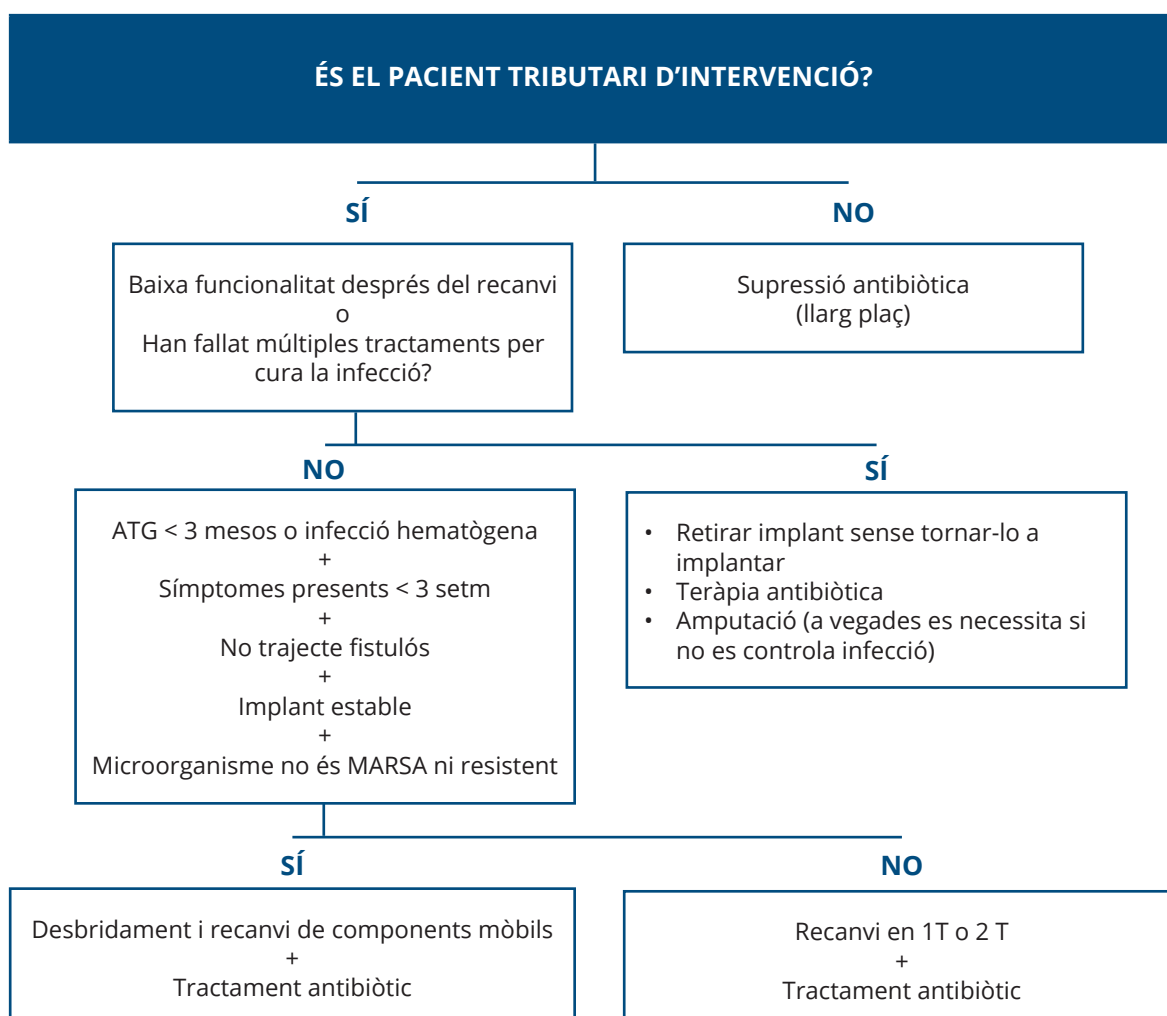 ÉS EL PACIENT TRIBUTARI D’INTERVENCIÓ?
SÍ
NO
Baixa funcionalitat després del recanvi
o
Han fallat múltiples tractaments per
cura la infecció?
Supressió antibiòtica
(llarg plaç)
NO
SÍ
ATG < 3 mesos o infecció hematògena
+
Símptomes presents < 3 setm
+
No trajecte fistulós
+
Implant estable
+
Microorganisme no és MARSA ni resistent
• Retirar implant sense tornar-lo a
implantar
• Teràpia antibiòtica
• Amputació (a vegades es necessita si
no es controla infecció)
SÍ
NO
Desbridament i recanvi de components mòbils
+
Tractament antibiòtic
Recanvi en 1T o 2 T
+
Tractament antibiòtic